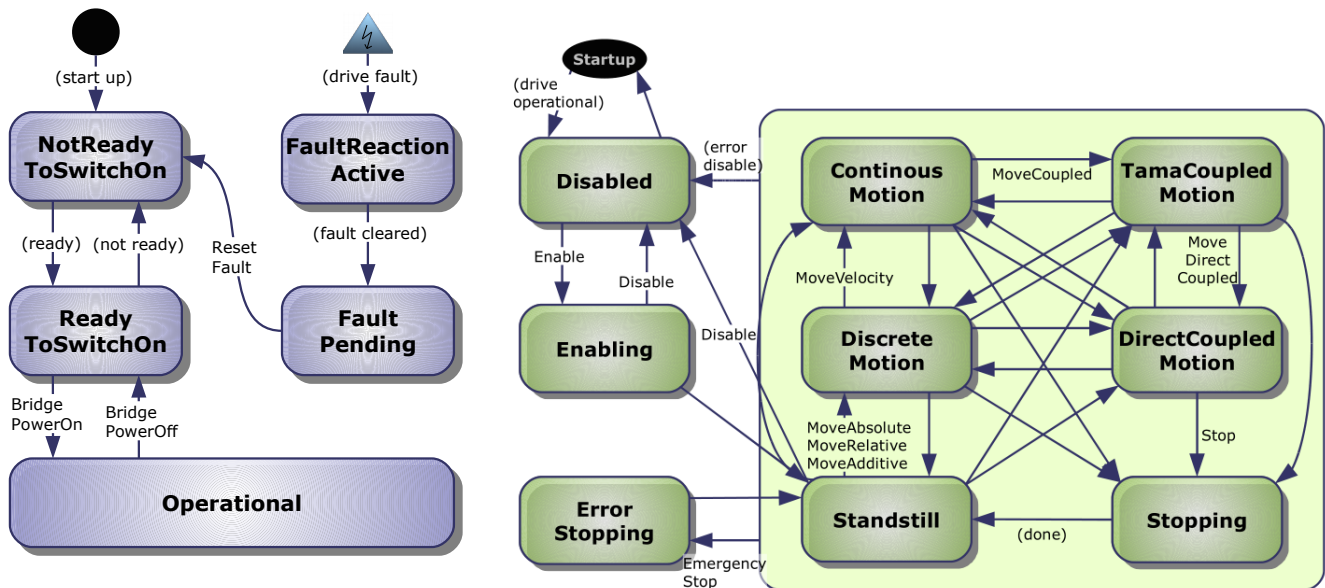 (start up)
NotReady
ToSwitchOn
(ready)
(not ready)
Ready
ToSwitchOn
Bridge
PowerOn
Bridge
PowerOff
Operational
(drive fault)
FaultReaction
Active
(fault cleared)
Reset
Fault
Fault
Pending
Startup
(drive
operational)
Disabled
(error
disable)
Enable
Disable
Enabling
Disable
Error
Stopping
Emergency
Stop
Continous
Motion
MoveCoupled
TamaCoupled
Motion
MoveVelocity
Move
Direct
Coupled
Discrete
Motion
DirectCoupled
Motion
MoveAbsolute
MoveRelative
MoveAdditive
Stop
Standstill
(done)
Stopping